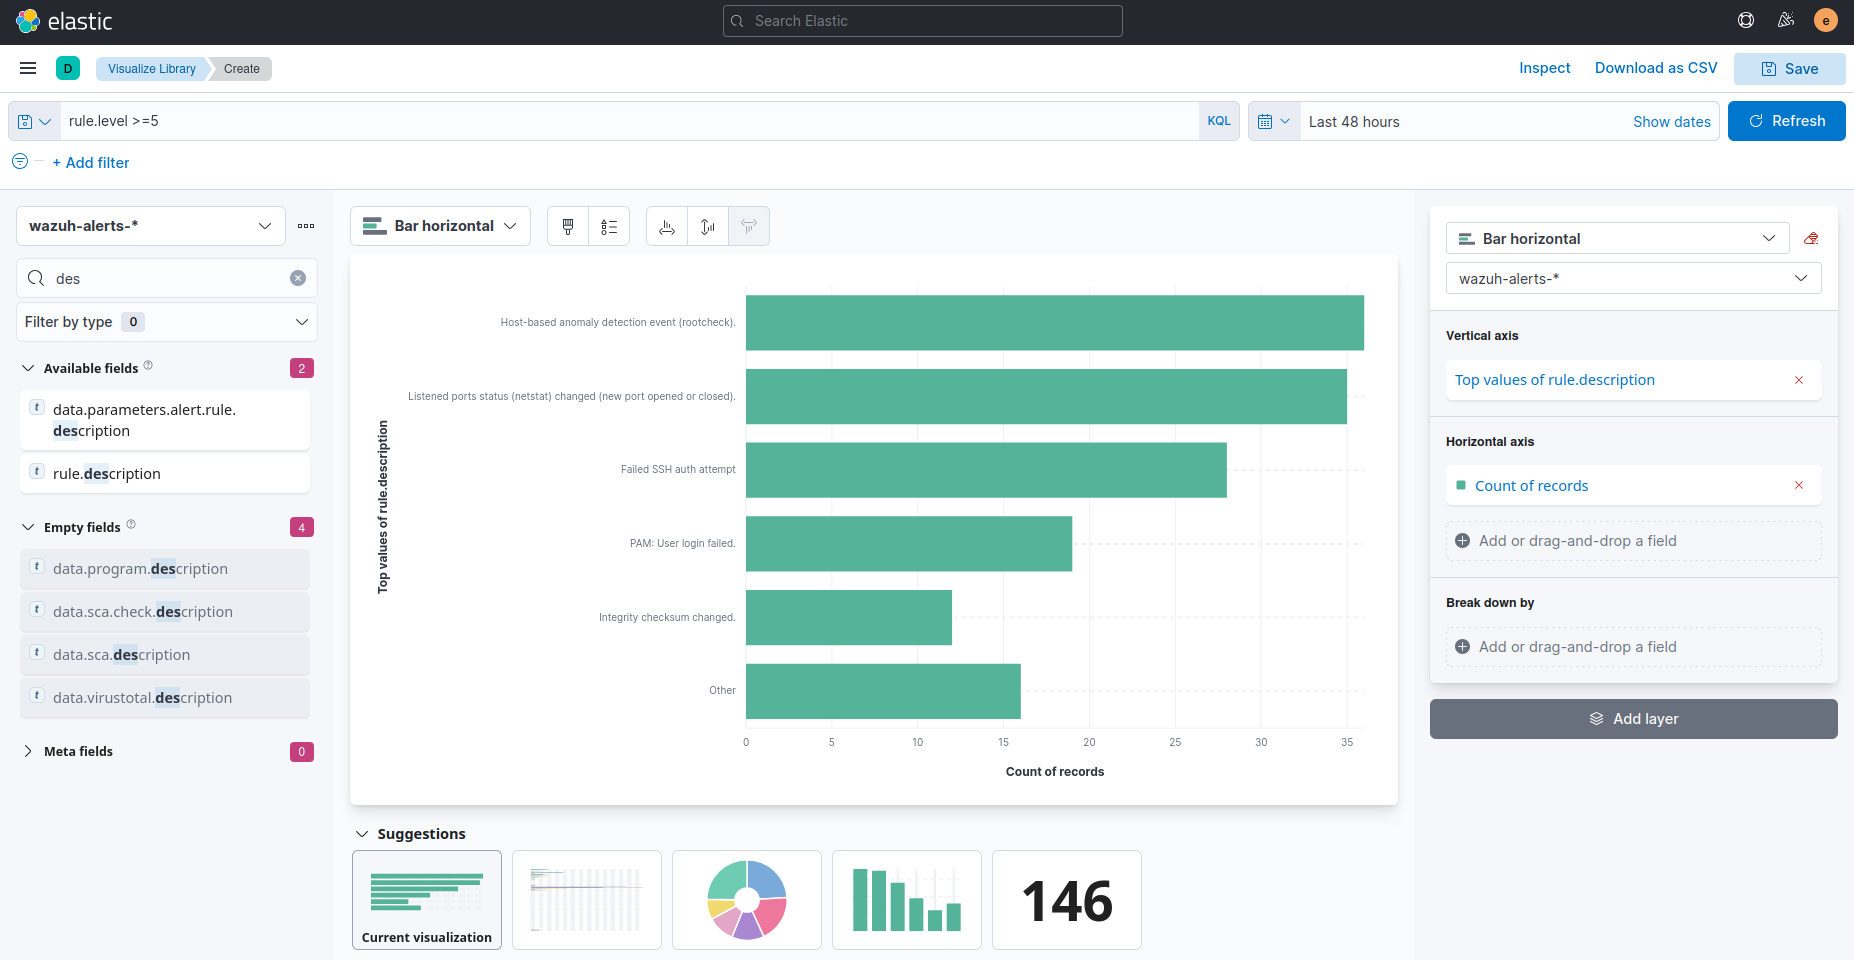 elastic
Search Elastic
e
D
Visualize Library
Create
Inspect
Download as CSV
Save
rule.level >=5
KQL
Last 48 hours
Show dates
Refresh
+ Add filter
wazuh-alerts-*
des
Filter by type 0
Available fields 2
t data.parameters.alert.rule.
description
t rule.description
Empty fields 4
t data.program.description
t data.sca.check.description
t data.sca.description
t data.virustotal.description
Meta fields 0
Bar horizontal
Top values of rule.description
Host-based anomaly detection event (rootcheck).
Listened ports status (netstat) changed (new port opened or closed).
Failed SSH auth attempt
PAM: User login failed.
Integrity checksum changed.
Other
0 5 10 15 20 25 30 35
Count of records
Suggestions
Current visualization
146
Bar horizontal
wazuh-alerts-*
Vertical axis
Top values of rule.description
Horizontal axis
Count of records
Add or drag-and-drop a field
Break down by
Add or drag-and-drop a field
Add layer